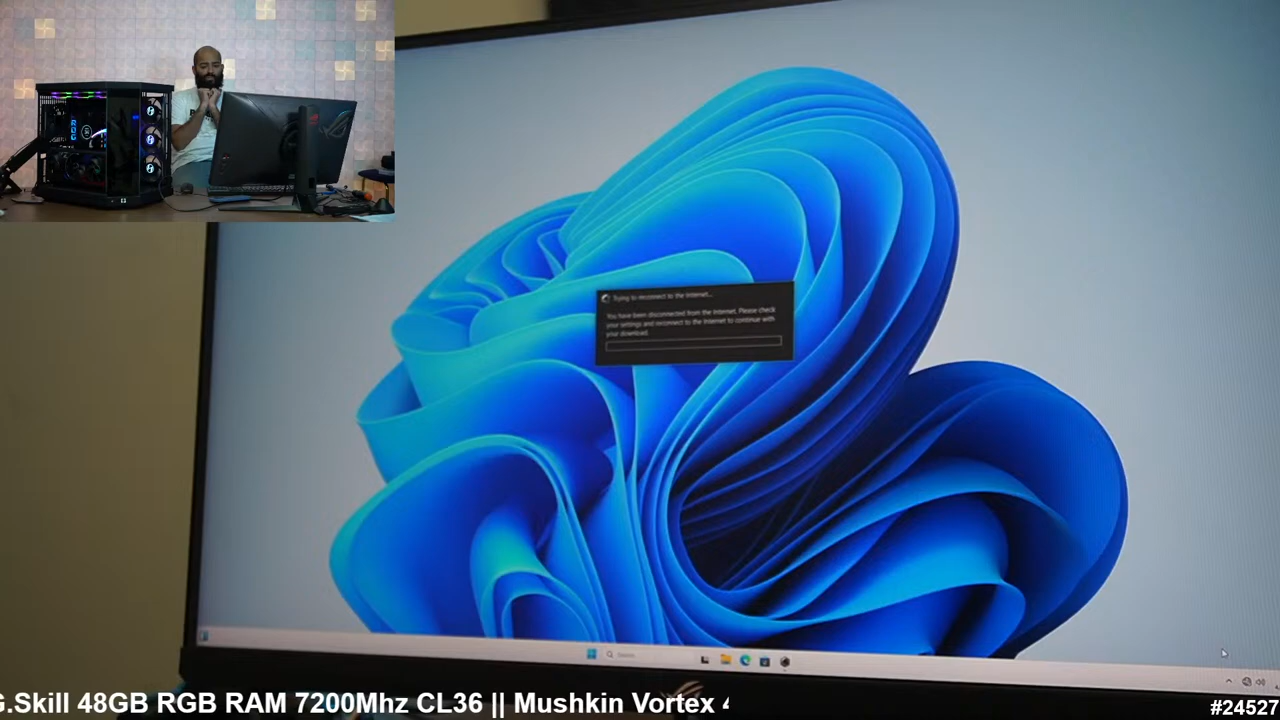 Trying to reconnect to the Internet...
You have been disconnected from the Internet. Please check
your settings and reconnect to the Internet to continue with
your download.
Search
G.Skill 48GB RGB RAM 7200Mhz CL36 || Mushkin Vortex
#24527